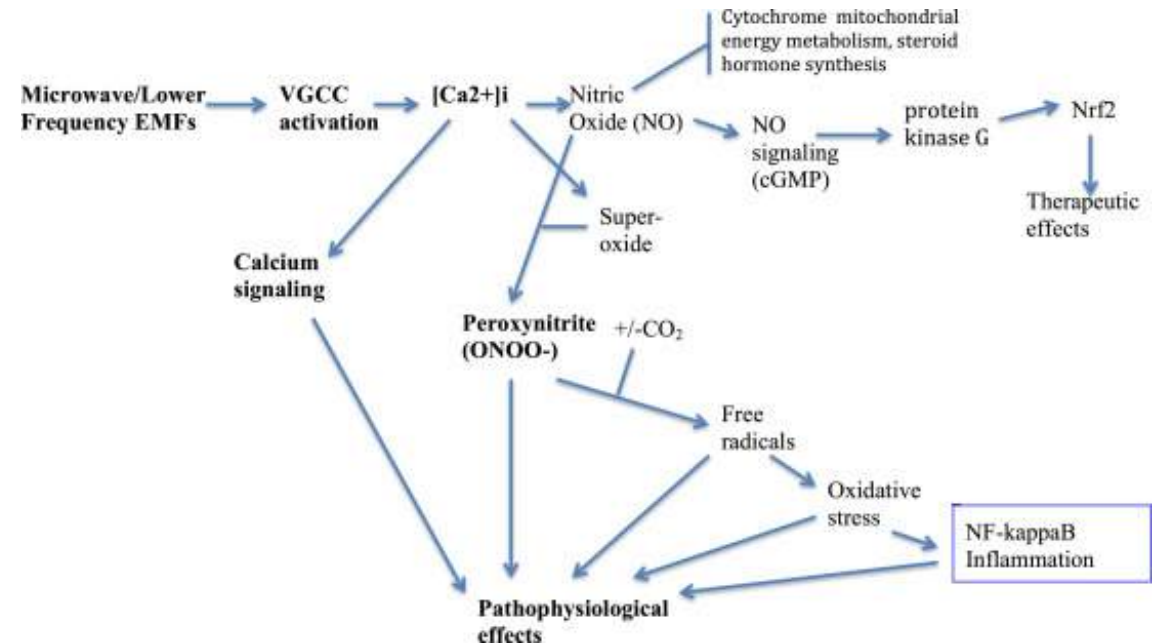 Cytochrome mitochondrial
energy metabolism, steroid
hormone synthesis
Microwave/Lower
Frequency EMFs
VGCC
activation
[Ca2+]i
Nitric
Oxide (NO)
NO
signaling
(cGMP)
protein
kinase G
Nrf2
Therapeutic
effects
Super-
oxide
Calcium
signaling
Peroxynitrite
(ONOO-)
+/-CO₂
Free
radicals
Oxidative
stress
NF-kappaB
Inflammation
Pathophysiological
effects